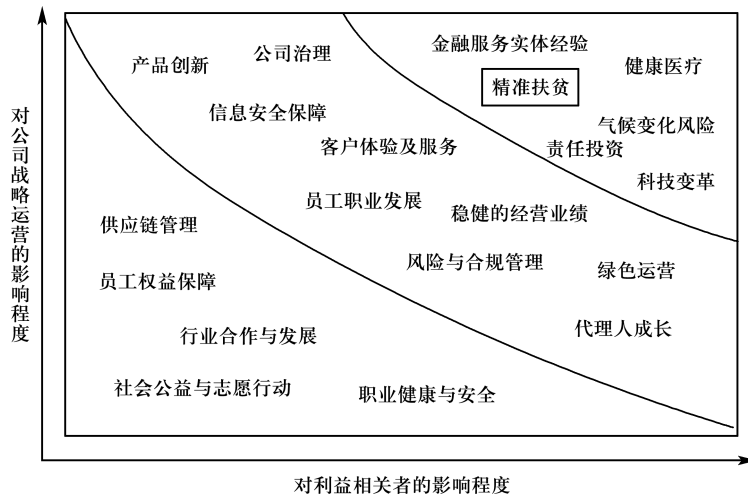 金融服务实体经验
公司治理
产品创新
健康医疗
精准扶贫
信息安全保障
气候变化风险
客户体验及服务
责任投资
科技变革
员工职业发展
稳健的经营业绩
供应链管理
风险与合规管理
绿色运营
员工权益保障
代理人成长
行业合作与发展
社会公益与志愿行动
职业健康与安全
对公司战略运营的影响程度
对利益相关者的影响程度